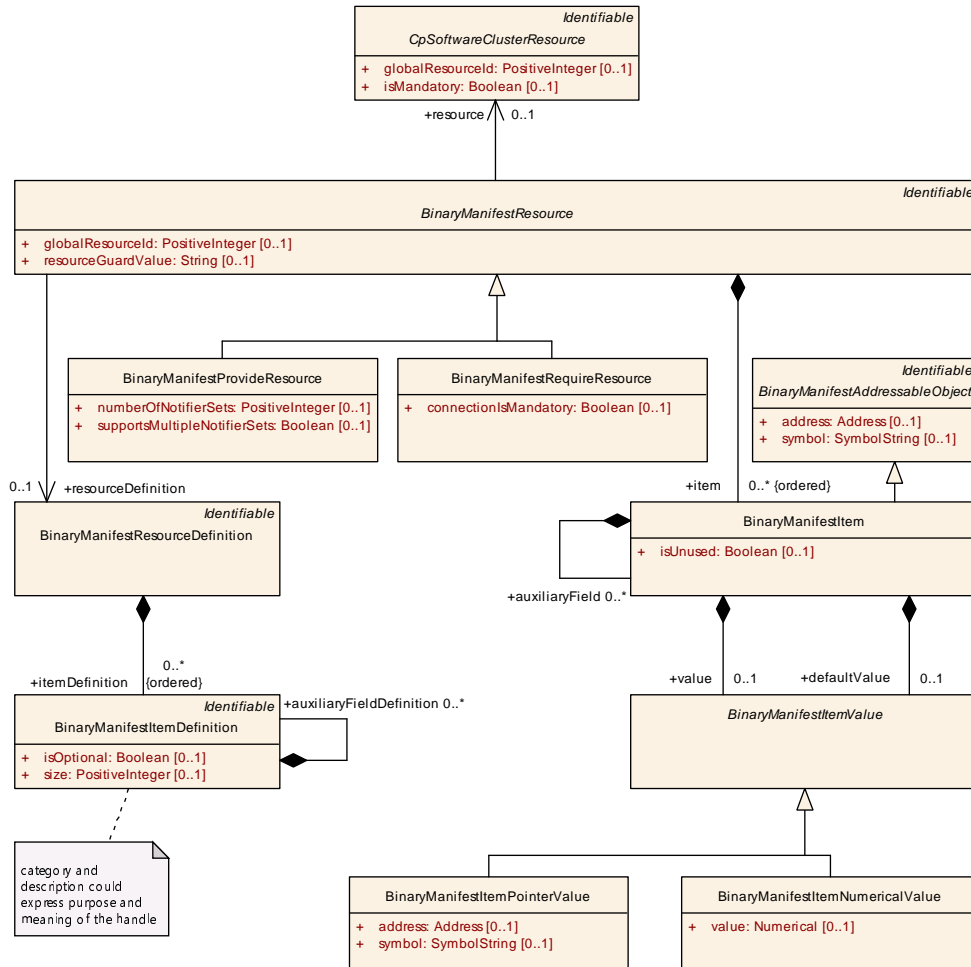 Identifiable
CpSoftwareClusterResource
+ globalResourceId: PositiveInteger [0..1]
+ isMandatory: Boolean [0..1]
+resource 0..1
Identifiable
BinaryManifestResource
+ globalResourceId: PositiveInteger [0..1]
+ resourceGuardValue: String [0..1]
BinaryManifestProvideResource
+ numberOfNotifierSets: PositiveInteger [0..1]
+ supportsMultipleNotifierSets: Boolean [0..1]
BinaryManifestRequireResource
+ connectionIsMandatory: Boolean [0..1]
Identifiable
BinaryManifestAddressableObject
+ address: Address [0..1]
+ symbol: SymbolString [0..1]
0..1 +resourceDefinition
+item 0..* {ordered}
Identifiable
BinaryManifestResourceDefinition
BinaryManifestItem
+ isUnused: Boolean [0..1]
+auxiliaryField 0..*
0..*
+itemDefinition {ordered}
+value 0..1
+defaultValue 0..1
Identifiable
BinaryManifestItemDefinition
+ isOptional: Boolean [0..1]
+ size: PositiveInteger [0..1]
+auxiliaryFieldDefinition 0..*
BinaryManifestItemValue
category and
description could
express purpose and
meaning of the handle
BinaryManifestItemPointerValue
+ address: Address [0..1]
+ symbol: SymbolString [0..1]
BinaryManifestItemNumericalValue
+ value: Numerical [0..1]